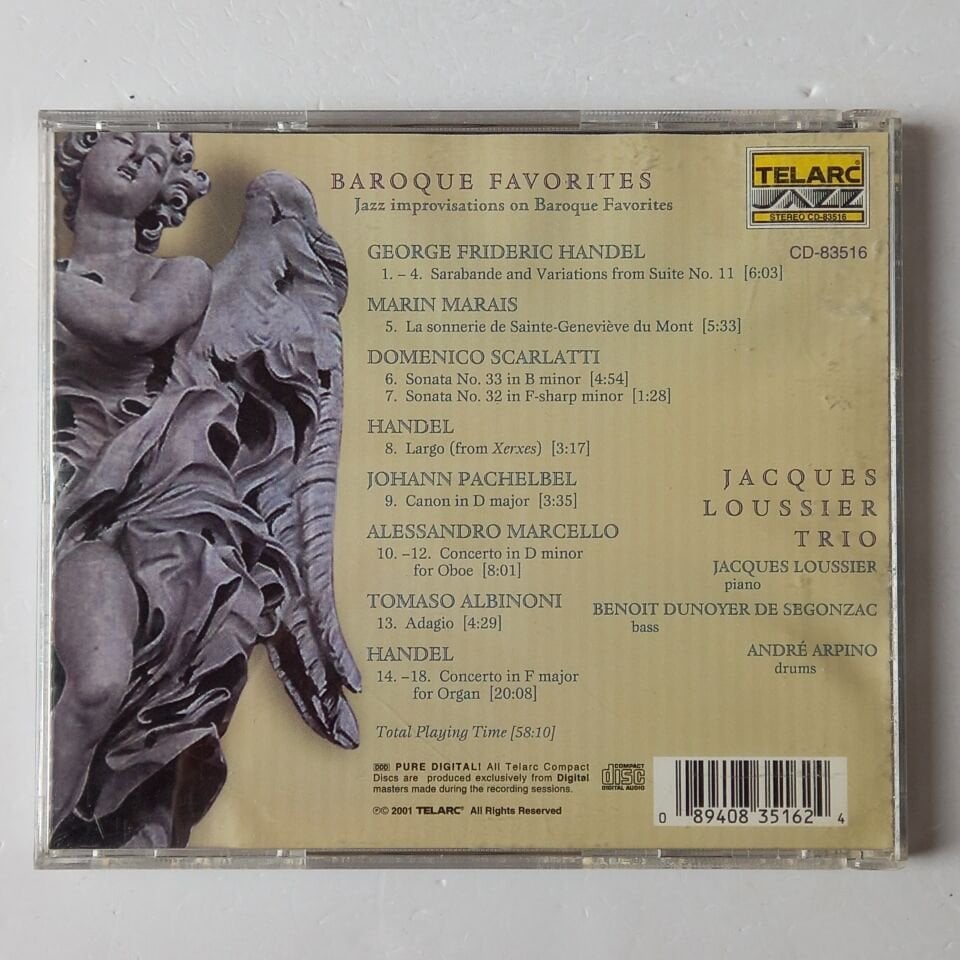 BAROQUE FAVORITES
Jazz improvisations on Baroque Favorites
TELARC®
JAZZ
STEREO CD-83516
CD-83516
GEORGE FRIDERIC HANDEL
1. – 4. Sarabande and Variations from Suite No. 11 [6:03]
MARIN MARAIS
5. La sonnerie de Sainte-Geneviève du Mont [5:33]
DOMENICO SCARLATTI
6. Sonata No. 33 in B minor [4:54]
7. Sonata No. 32 in F-sharp minor [1:28]
HANDEL
8. Largo (from Xerxes) [3:17]
JOHANN PACHELBEL
9. Canon in D major [3:35]
ALESSANDRO MARCELLO
10. –12. Concerto in D minor
for Oboe [8:01]
TOMASO ALBINONI
13. Adagio [4:29]
HANDEL
14. –18. Concerto in F major
for Organ [20:08]
Total Playing Time [58:10]
JACQUES
LOUSSIER
TRIO
JACQUES LOUSSIER
piano
BENOIT DUNOYER DE SEGONZAC
bass
ANDRÉ ARPINO
drums
DDD PURE DIGITAL! All Telarc Compact
Discs are produced exclusively from Digital
masters made during the recording sessions.
℗© 2001 TELARC® All Rights Reserved
COMPACT
disc
DIGITAL AUDIO
0 89408 35162 4